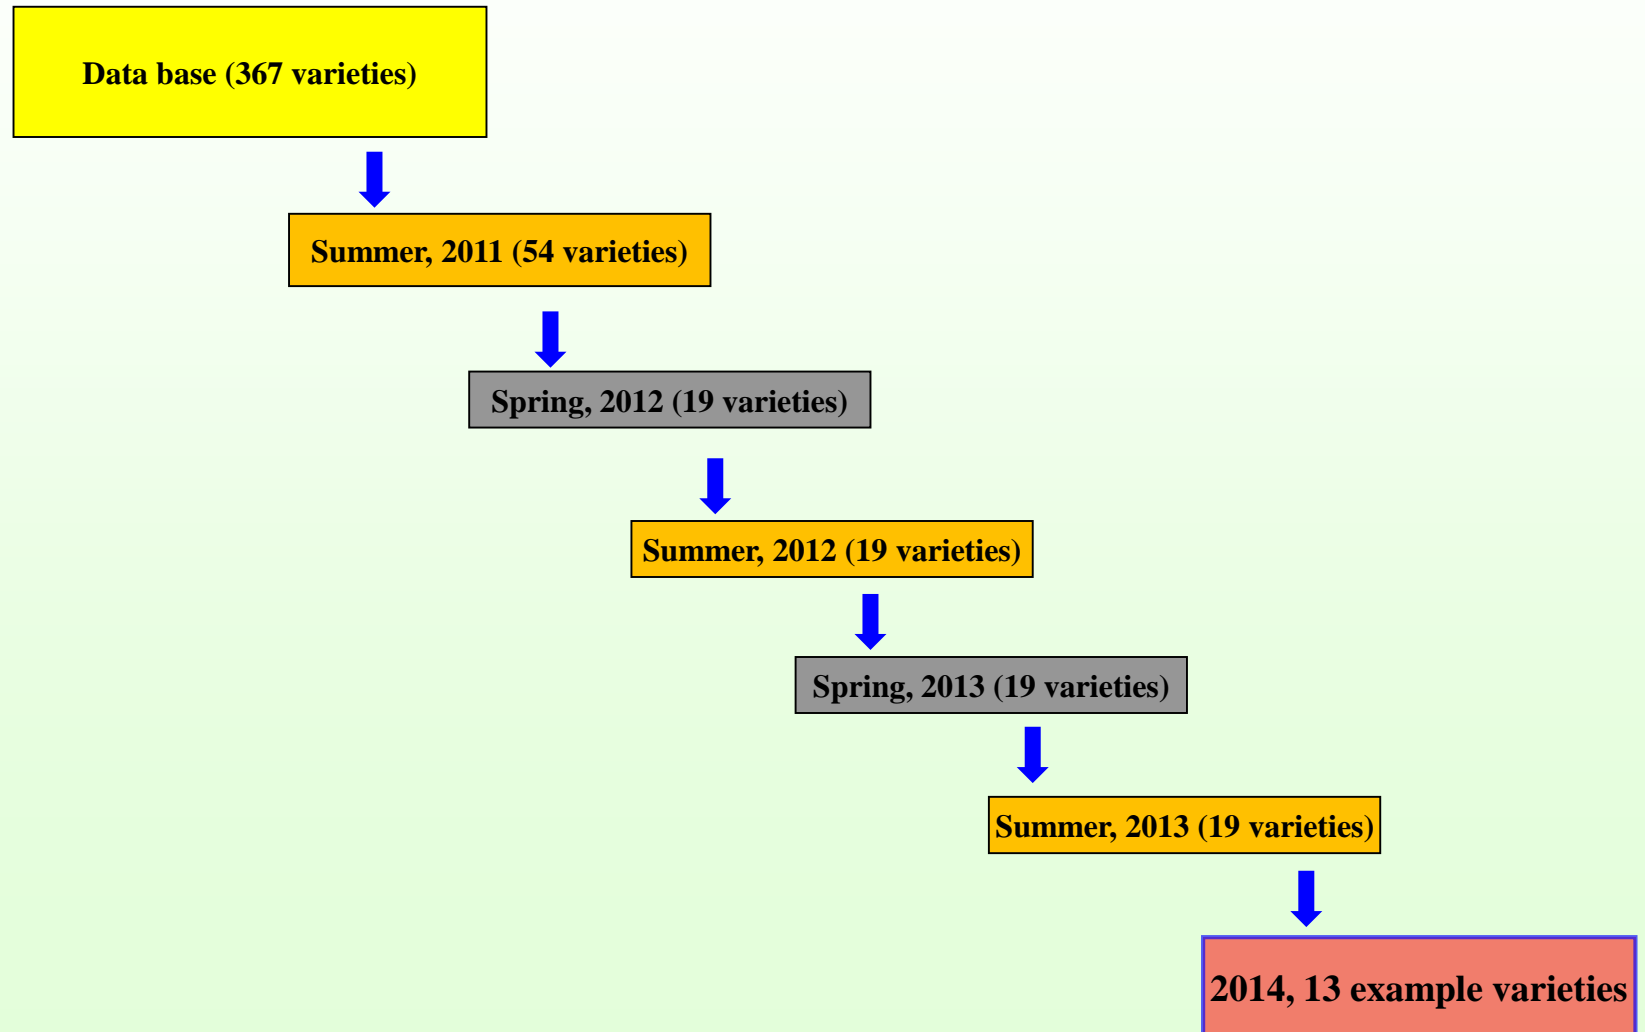 Data base (367 varieties)
Summer, 2011 (54 varieties)
Spring, 2012 (19 varieties)
Summer, 2012 (19 varieties)
Spring, 2013 (19 varieties)
Summer, 2013 (19 varieties)
2014, 13 example varieties